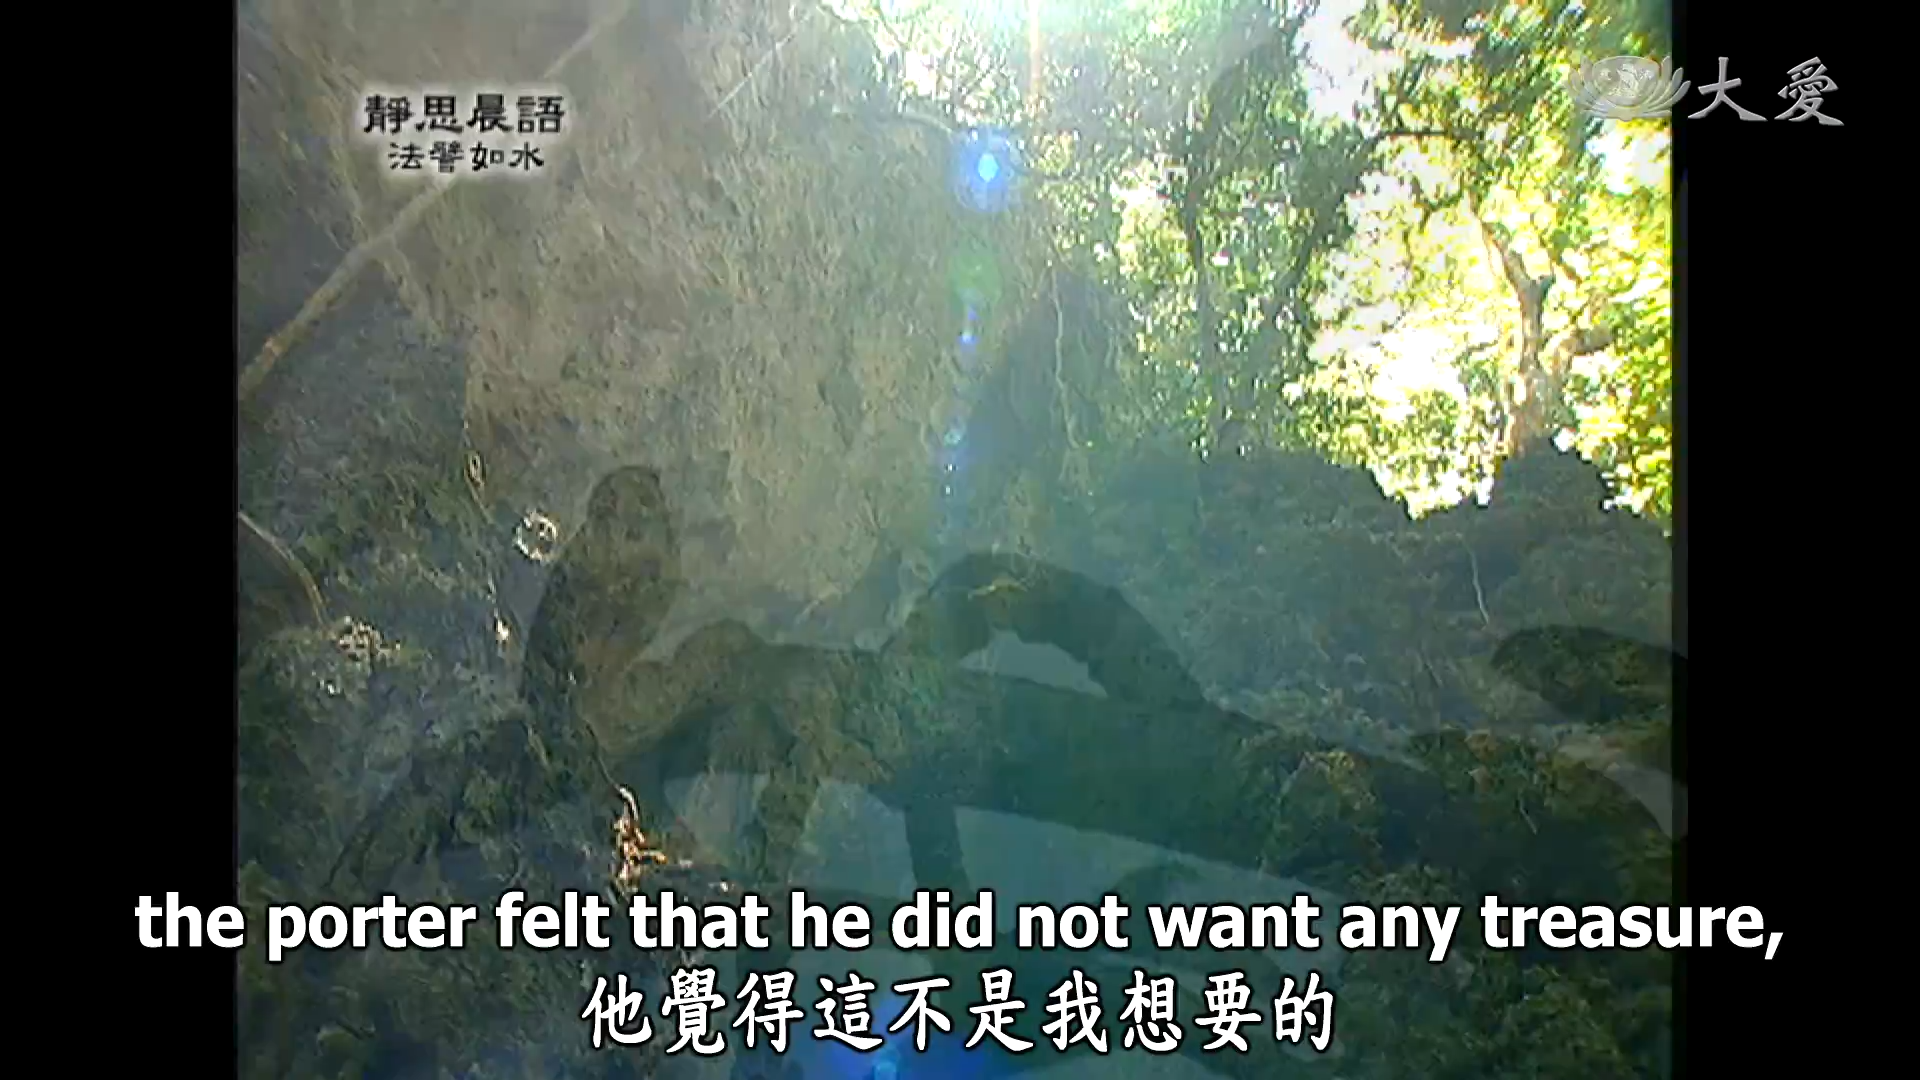 靜思晨語
法譬如水
大愛
the porter felt that he did not want any treasure,
他覺得這不是我想要的